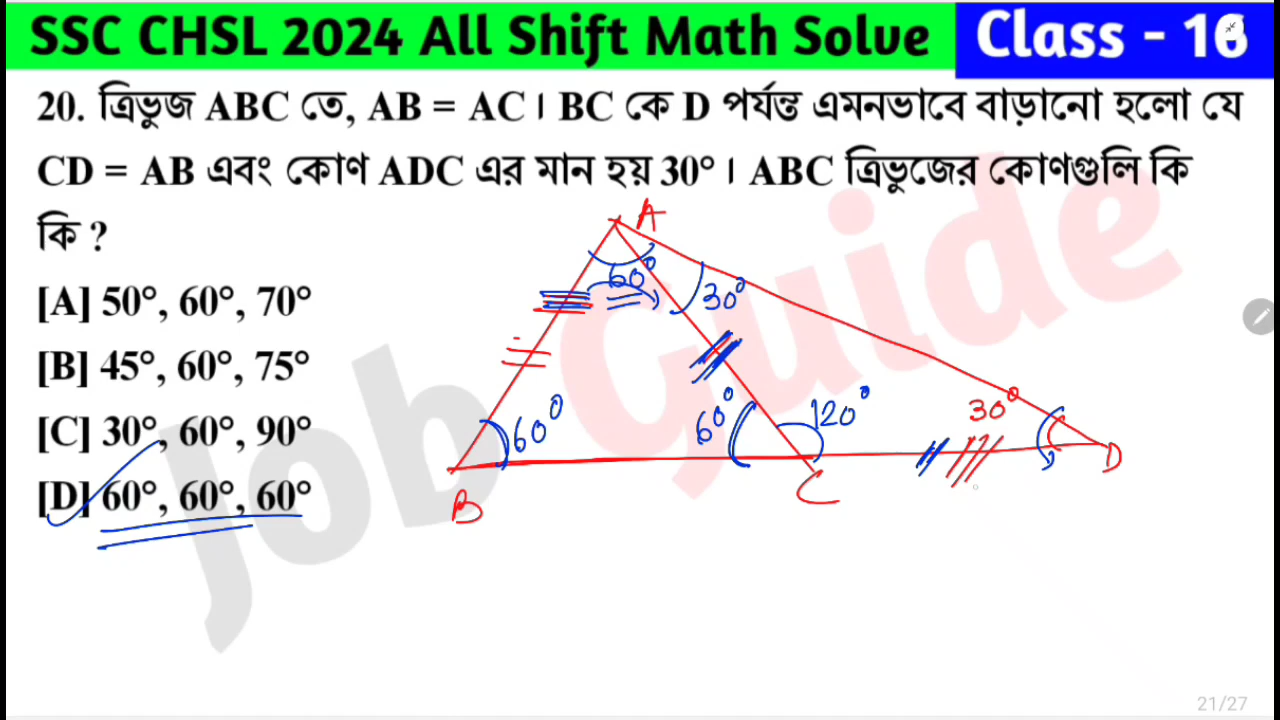 SSC CHSL 2024 All Shift Math Solve Class - 16
20. ত্রিভুজ ABC তে, AB = AC । BC কে D পর্যন্ত এমনভাবে বাড়ানো হলো যে
CD = AB এবং কোণ ADC এর মান হয় 30° । ABC ত্রিভুজের কোণগুলি কি
কি ?
[A] 50°, 60°, 70°
[B] 45°, 60°, 75°
[C] 30°, 60°, 90°
[D] 60°, 60°, 60°
A
60°
30°
60°
60°
120°
30°
B
C
D
Job Guide
21/27